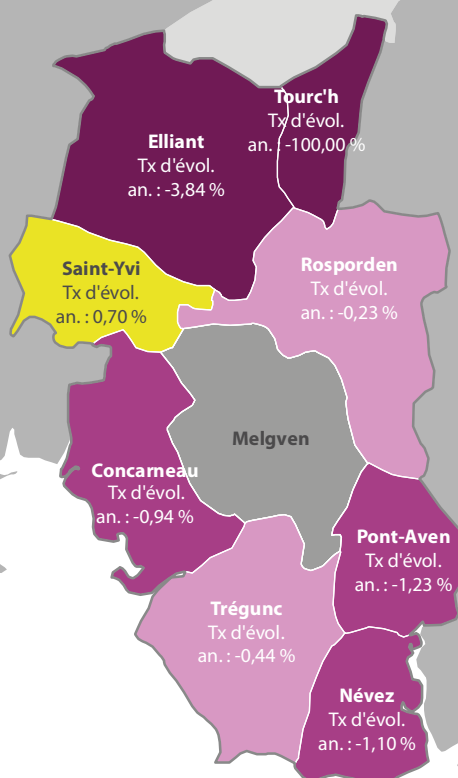 Tourc'h
Tx d'évol.
an. : -100,00 %
Elliant
Tx d'évol.
an. : -3,84 %
Saint-Yvi
Tx d'évol.
an. : 0,70 %
Rosporden
Tx d'évol.
an. : -0,23 %
Melgven
Concarneau
Tx d'évol.
an. : -0,94 %
Pont-Aven
Tx d'évol.
an. : -1,23 %
Trégunc
Tx d'évol.
an. : -0,44 %
Névez
Tx d'évol.
an. : -1,10 %